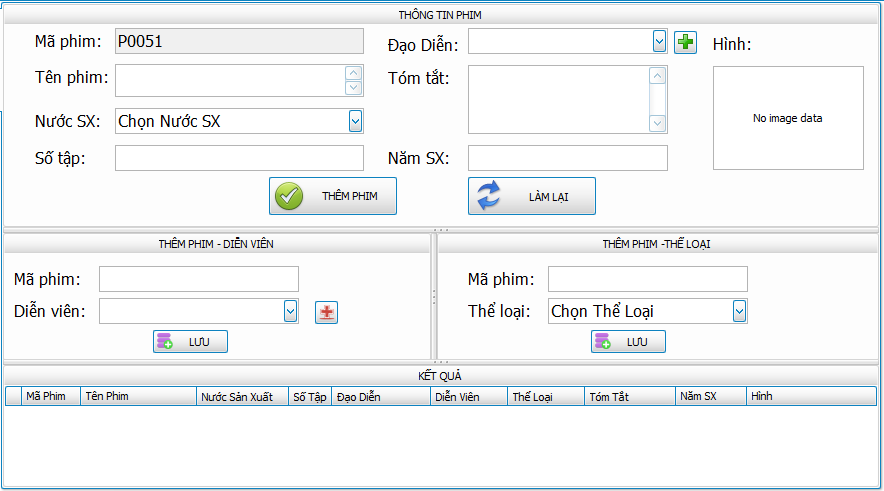 THÔNG TIN PHIM
Mã phim: P0051
Đạo Diễn:
Hình:
Tên phim:
Tóm tắt:
No image data
Nước SX: Chọn Nước SX
Số tập:
Năm SX:
THÊM PHIM
LÀM LẠI
THÊM PHIM - DIỄN VIÊN
Mã phim:
Diễn viên:
LƯU
THÊM PHIM -THỂ LOẠI
Mã phim:
Thể loại: Chọn Thể Loại
LƯU
KẾT QUẢ
Mã Phim Tên Phim Nước Sản Xuất Số Tập Đạo Diễn Diễn Viên Thể Loại Tóm Tắt Năm SX Hình